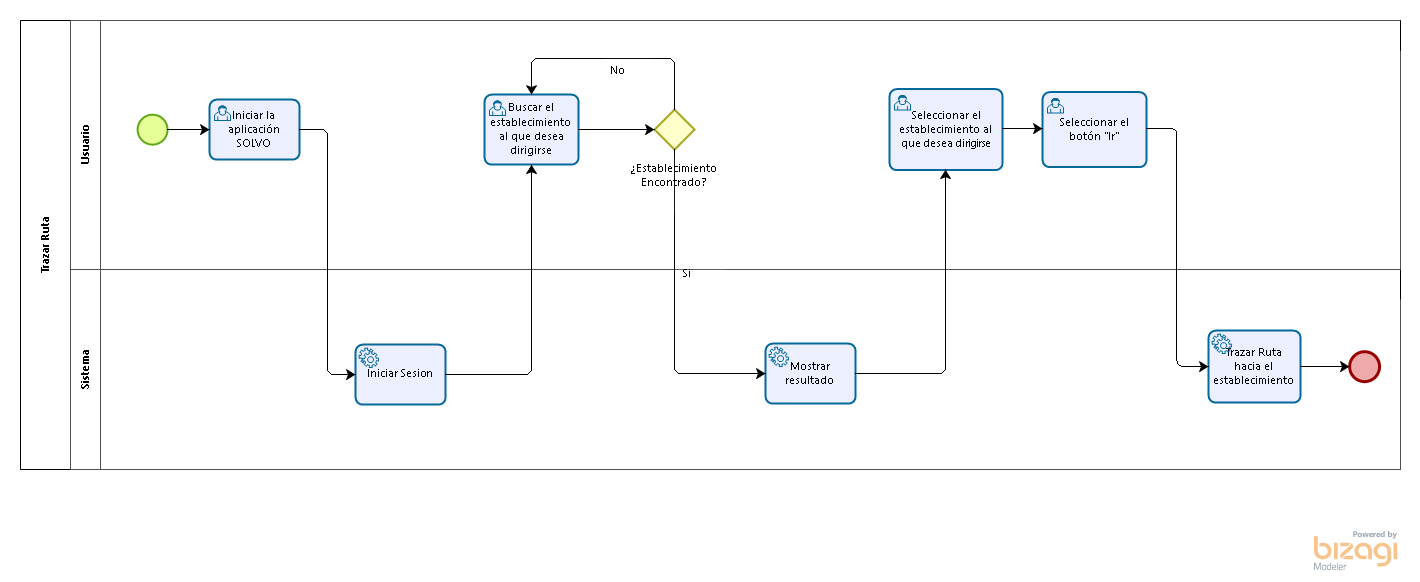 Trazar Ruta
Usuario
Iniciar la
aplicación
SOLVO
Buscar el
establecimiento
al que desea
dirigirse
No
¿Establecimiento
Encontrado?
Si
Seleccionar el
establecimiento al
que desea dirigirse
Seleccionar el
botón "Ir"
Sistema
Iniciar Sesion
Mostrar
resultado
Trazar Ruta
hacia el
establecimiento
Powered by
bizagi
Modeler